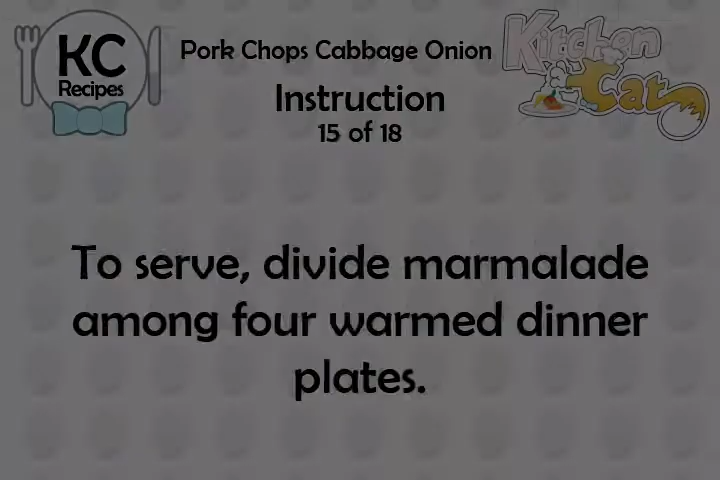 KC
Recipes
Pork Chops Cabbage Onion
Kitchen
Cat
Instruction
15 of 18
To serve, divide marmalade
among four warmed dinner
plates.